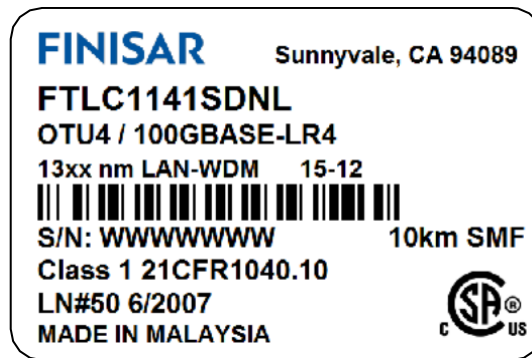 FINISAR Sunnyvale, CA 94089
FTLC1141SDNL
OTU4 / 100GBASE-LR4
13xx nm LAN-WDM 15-12
S/N: WWWWWWW 10km SMF
Class 1 21CFR1040.10
LN#50 6/2007
MADE IN MALAYSIA
C SA ® US